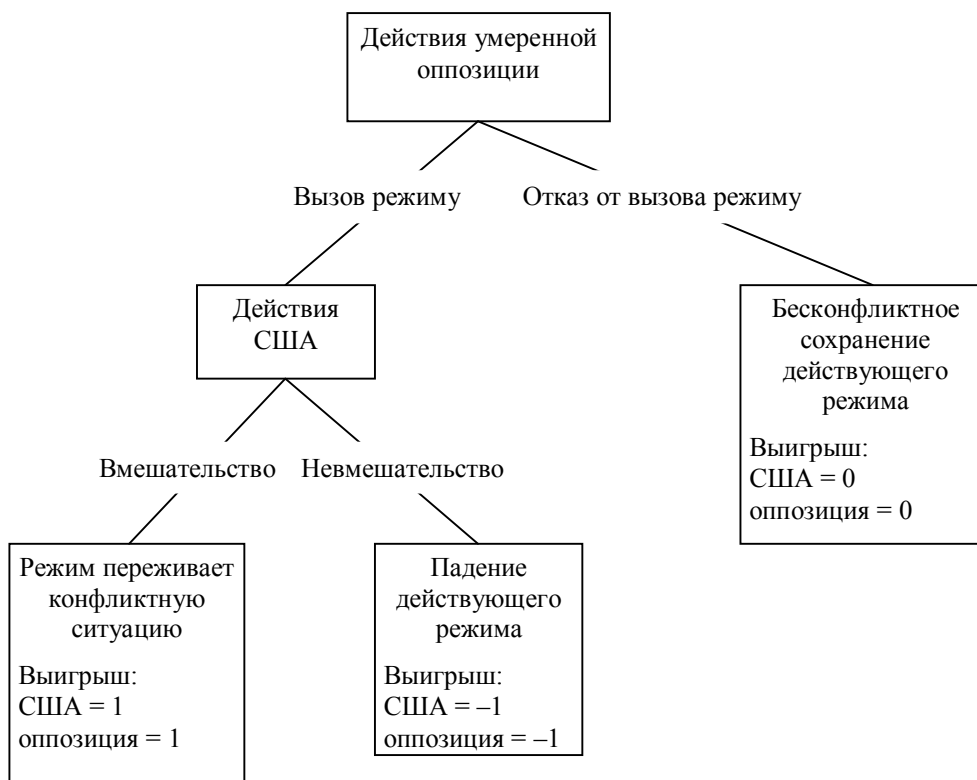 Действия умеренной
оппозиции
Вызов режиму
Отказ от вызова режиму
Действия
США
Бесконфликтное
сохранение
действующего
режима
Выигрыш:
США = 0
оппозиция = 0
Вмешательство
Невмешательство
Режим переживает
конфликтную
ситуацию
Выигрыш:
США = 1
оппозиция = 1
Падение
действующего
режима
Выигрыш:
США = –1
оппозиция = –1